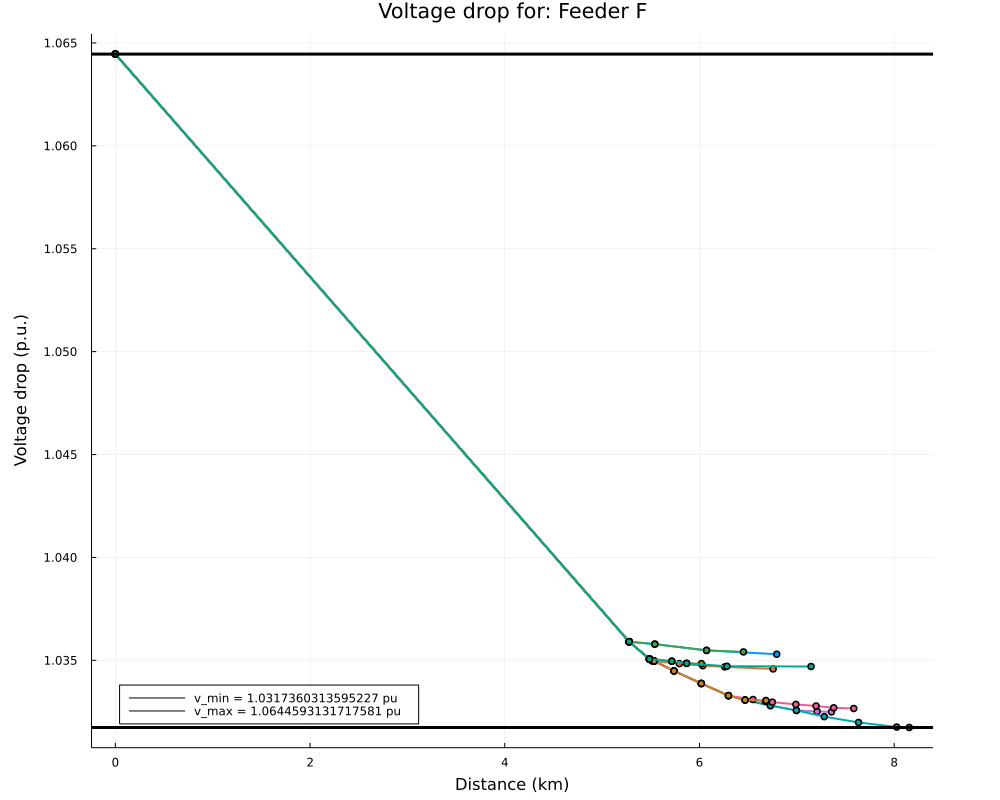 Voltage drop for: Feeder F
Voltage drop (p.u.)
1.065
1.060
1.055
1.050
1.045
1.040
1.035
v_min = 1.0317360313595227 pu
v_max = 1.0644593131717581 pu
0 2 4 6 8
Distance (km)